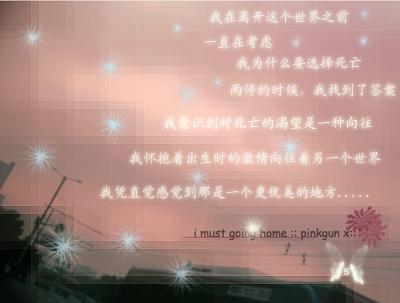 我在离开这个世界之前
一直在考虑
我为什么要选择死亡
雨停的时候，我找到了答案
我意识到对死亡的渴望是一种向往
我怀抱着出生时的激情向往着另一个世界
我凭直觉感觉到那是一个更优美的地方.....
i must going home :: pinkgun x!!
S